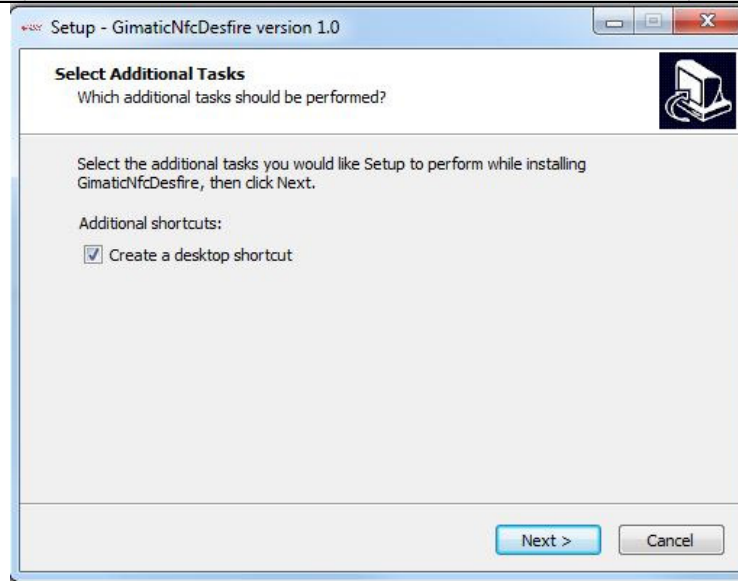 Setup - GimaticNfcDesfire version 1.0
Select Additional Tasks
Which additional tasks should be performed?
Select the additional tasks you would like Setup to perform while installing
GimaticNfcDesfire, then click Next.
Additional shortcuts:
Create a desktop shortcut
Next >
Cancel